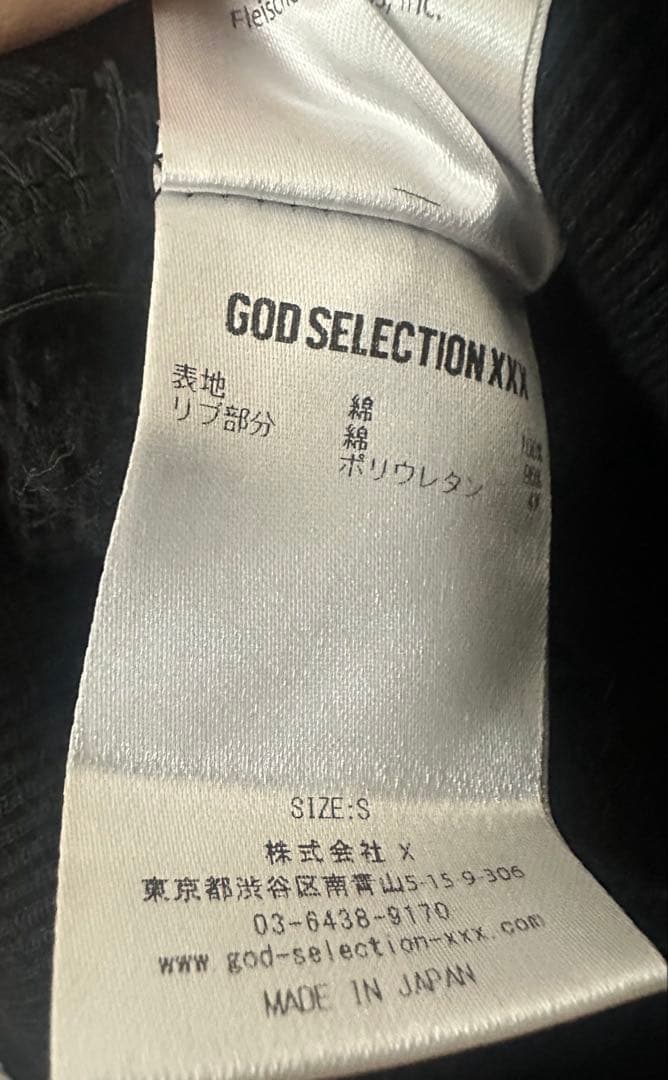 Inc.
GOD SELECTION XXX
表地 綿 100%
リブ部分 綿
ポリウレタン
SIZE:S
株式会社 X
東京都渋谷区南青山5-15-9-306
03-6438-9170
www god-selection-xxx.com
MADE IN JAPAN